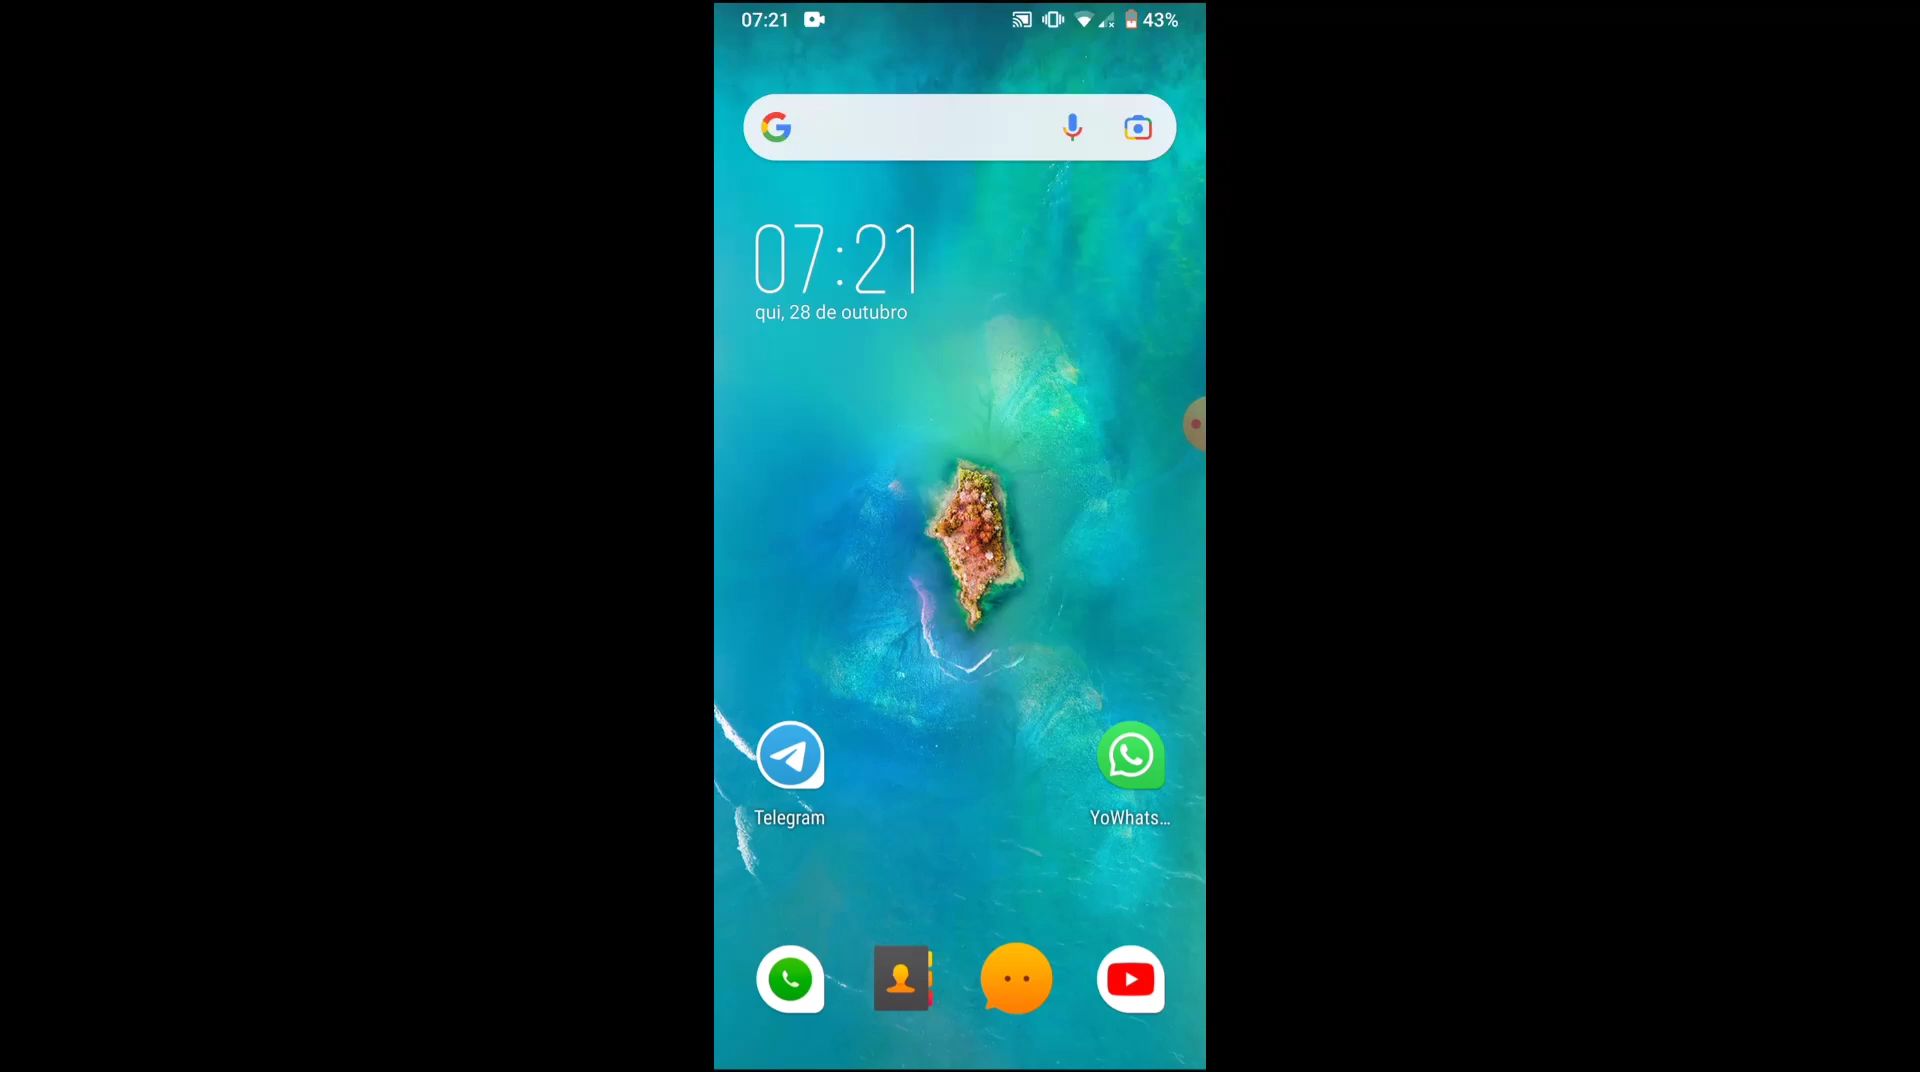 07:21
43%
07:21
qui, 28 de outubro
Telegram
YoWhats...